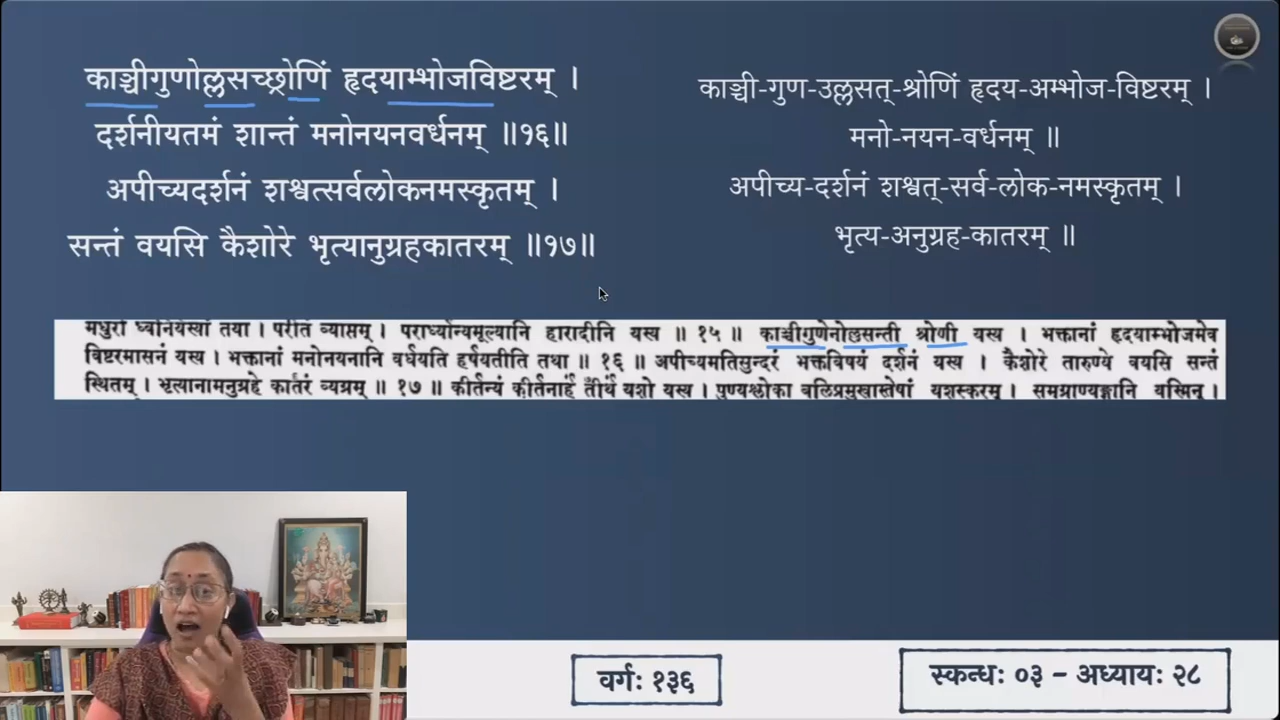 काञ्चीगुणोल्लसच्छ्रोणिं हृदयाम्भोजविष्टरम् ।
दर्शनीयतमं शान्तं मनोनयनवर्धनम् ॥१६॥
अपीच्यदर्शनं शश्वत्सर्वलोकनमस्कृतम् ।
सन्तं वयसि कैशोरे भृत्यानुग्रहकातरम् ॥१७॥
काञ्ची-गुण-उल्लसत्-श्रोणिं हृदय-अम्भोज-विष्टरम् ।
मनो-नयन-वर्धनम् ॥
अपीच्य-दर्शनं शश्वत्-सर्व-लोक-नमस्कृतम् ।
भृत्य-अनुग्रह-कातरम् ॥
मधुरो ध्वनिर्येस्यां तया । परीतं व्याप्तम् । परार्ध्यान्यमूल्यानि हारादीनि यस्य ॥ १५ ॥ काञ्चीगुणेनोल्लसन्ती श्रोणी यस्य । भक्तानां हृदयाम्भोजमेव
विष्टरमासनं यस्य । भक्तानां मनोनयनानि वर्धयति हर्षयतीति तथा ॥ १६ ॥ अपीच्यमतिसुन्दरं भक्तविषयं दर्शनं यस्य । कैशोरे तारुण्ये वयसि सन्तं
स्थितम् । भृत्यानामनुग्रहे कातरं व्यग्रम् ॥ १७ ॥ कीर्तन्यं कीर्तनार्हं तीर्थं यशो यस्य । पुण्यश्लोका बलिप्रमुखास्तेषां यशस्करम् । समग्राण्यङ्गानि यस्मिन् ।
वर्गः १३६
स्कन्धः ०३ – अध्यायः २८